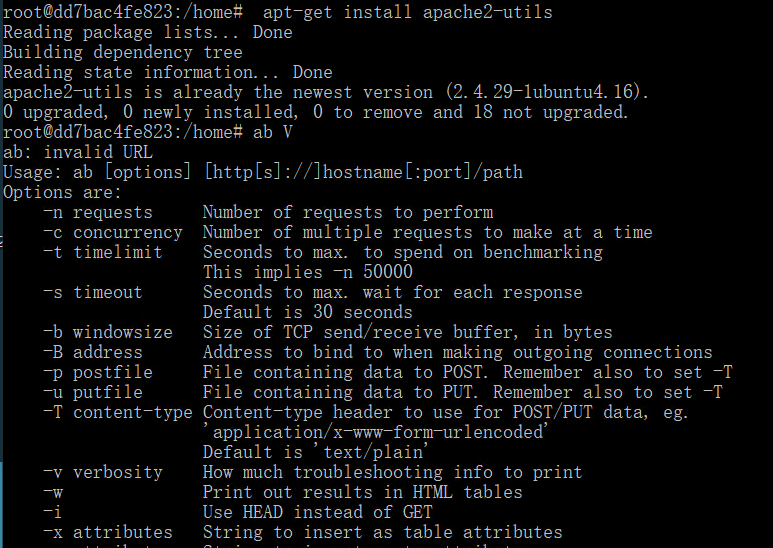 root@dd7bac4fe823:/home#  apt-get install apache2-utils
Reading package lists... Done
Building dependency tree
Reading state information... Done
apache2-utils is already the newest version (2.4.29-1ubuntu4.16).
0 upgraded, 0 newly installed, 0 to remove and 18 not upgraded.
root@dd7bac4fe823:/home# ab V
ab: invalid URL
Usage: ab [options] [http[s]://]hostname[:port]/path
Options are:
    -n requests     Number of requests to perform
    -c concurrency  Number of multiple requests to make at a time
    -t timelimit    Seconds to max. to spend on benchmarking
                    This implies -n 50000
    -s timeout      Seconds to max. wait for each response
                    Default is 30 seconds
    -b windowsize   Size of TCP send/receive buffer, in bytes
    -B address      Address to bind to when making outgoing connections
    -p postfile     File containing data to POST. Remember also to set -T
    -u putfile      File containing data to PUT. Remember also to set -T
    -T content-type Content-type header to use for POST/PUT data, eg.
                    'application/x-www-form-urlencoded'
                    Default is 'text/plain'
    -v verbosity    How much troubleshooting info to print
    -w              Print out results in HTML tables
    -i              Use HEAD instead of GET
    -x attributes   String to insert as table attributes